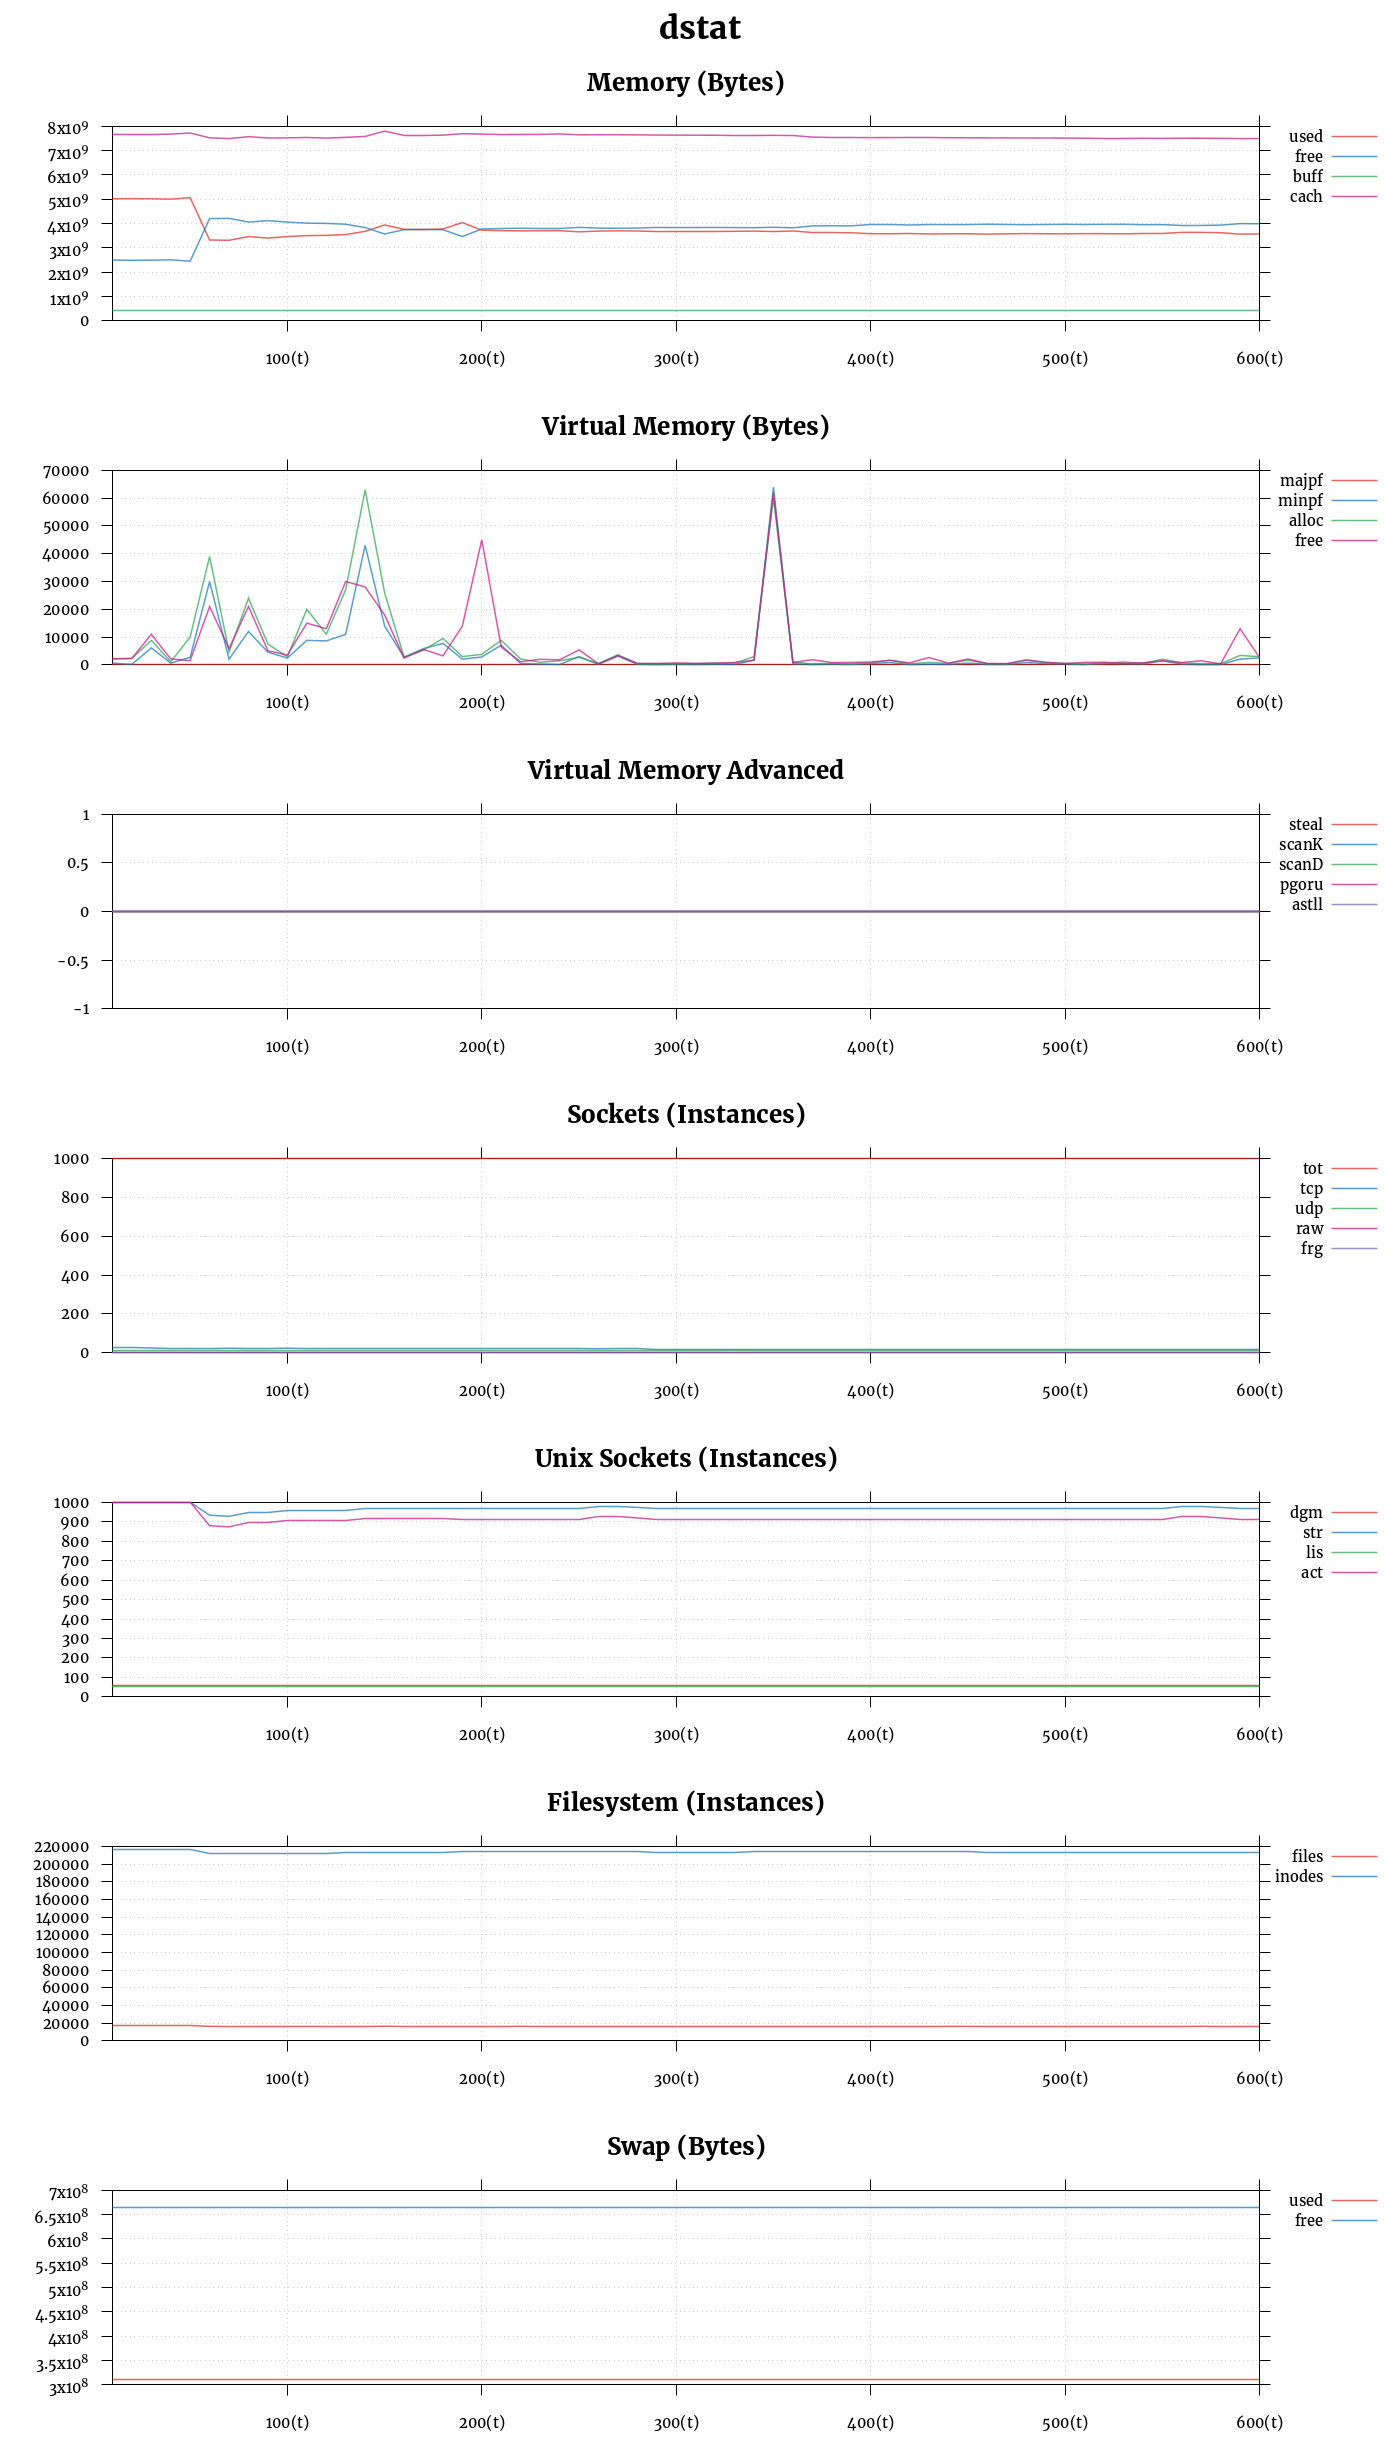 dstat
Memory (Bytes)
8x10⁹
7x10⁹
6x10⁹
5x10⁹
4x10⁹
3x10⁹
2x10⁹
1x10⁹
0
100(t) 200(t) 300(t) 400(t) 500(t) 600(t)
used
free
buff
cach
Virtual Memory (Bytes)
70000
60000
50000
40000
30000
20000
10000
0
100(t) 200(t) 300(t) 400(t) 500(t) 600(t)
majpf
minpf
alloc
free
Virtual Memory Advanced
1
0.5
0
-0.5
-1
100(t) 200(t) 300(t) 400(t) 500(t) 600(t)
steal
scanK
scanD
pgoru
astll
Sockets (Instances)
1000
800
600
400
200
0
100(t) 200(t) 300(t) 400(t) 500(t) 600(t)
tot
tcp
udp
raw
frg
Unix Sockets (Instances)
1000
900
800
700
600
500
400
300
200
100
0
100(t) 200(t) 300(t) 400(t) 500(t) 600(t)
dgm
str
lis
act
Filesystem (Instances)
220000
200000
180000
160000
140000
120000
100000
80000
60000
40000
20000
0
100(t) 200(t) 300(t) 400(t) 500(t) 600(t)
files
inodes
Swap (Bytes)
7x10⁸
6.5x10⁸
6x10⁸
5.5x10⁸
5x10⁸
4.5x10⁸
4x10⁸
3.5x10⁸
3x10⁸
100(t) 200(t) 300(t) 400(t) 500(t) 600(t)
used
free